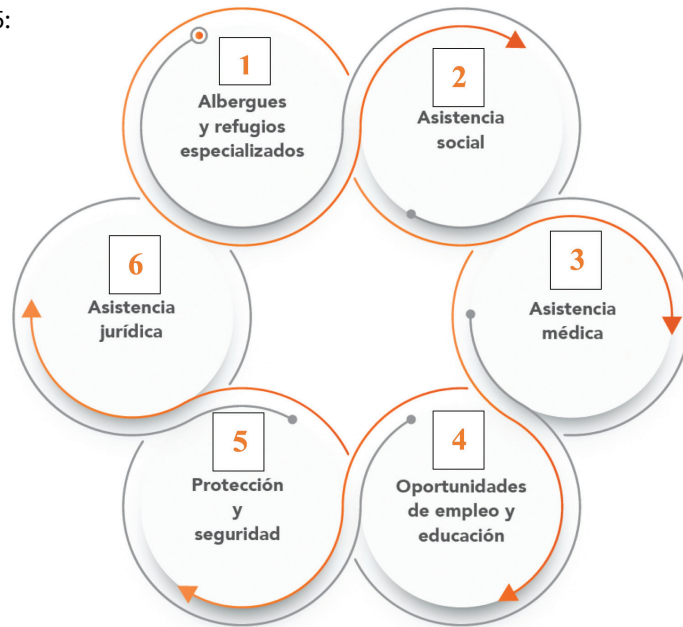 5:
1
Albergues
y refugios
especializados
2
Asistencia
social
3
Asistencia
médica
4
Oportunidades
de empleo y
educación
5
Protección
y
seguridad
6
Asistencia
jurídica